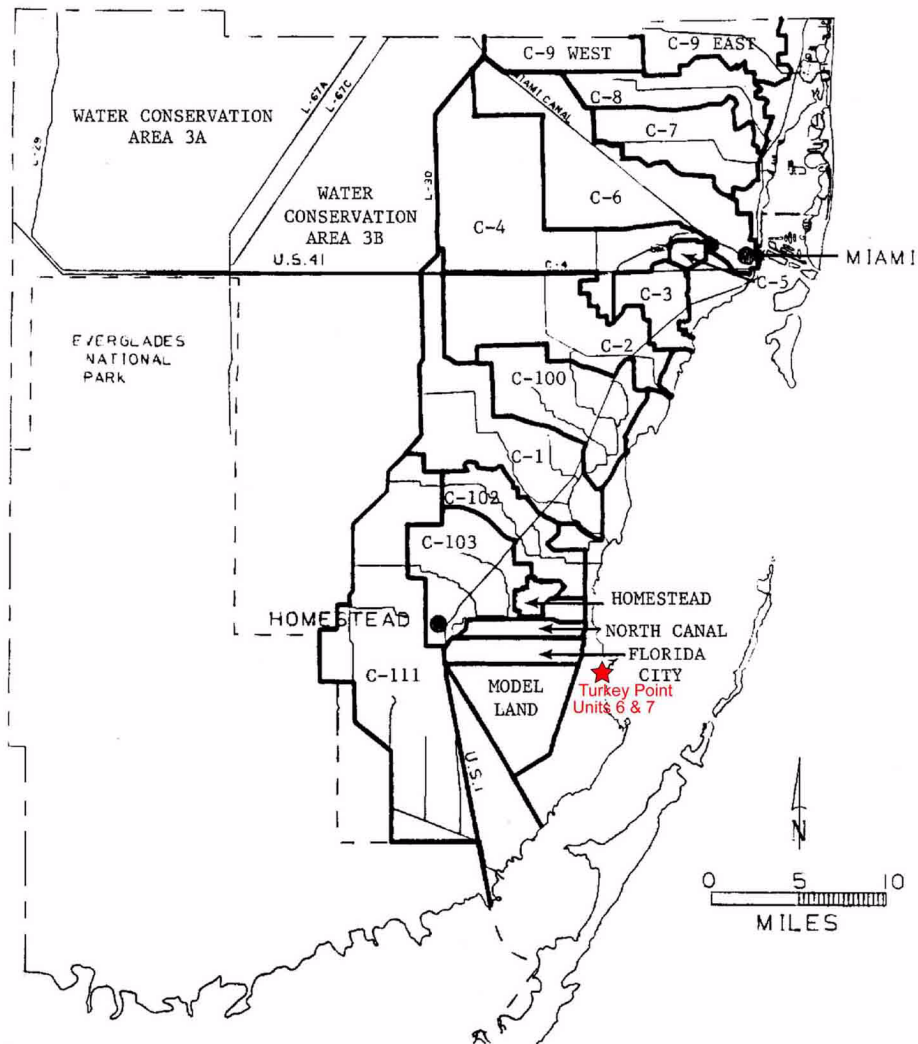 C-9 WEST
C-9 EAST
L-67A
L-67C
MIAMI CANAL
C-8
WATER CONSERVATION
AREA 3A
C-7
L-29
L-30
WATER
CONSERVATION
AREA 3B
C-6
C-4
U.S.41
C-4
MIAMI
C-5
C-3
EVERGLADES
NATIONAL
PARK
C-2
C-100
C-1
C-102
C-103
HOMESTEAD
HOMESTEAD
NORTH CANAL
FLORIDA
CITY
C-111
MODEL
LAND
Turkey Point
Units 6 & 7
U.S.1
N
0 5 10
MILES